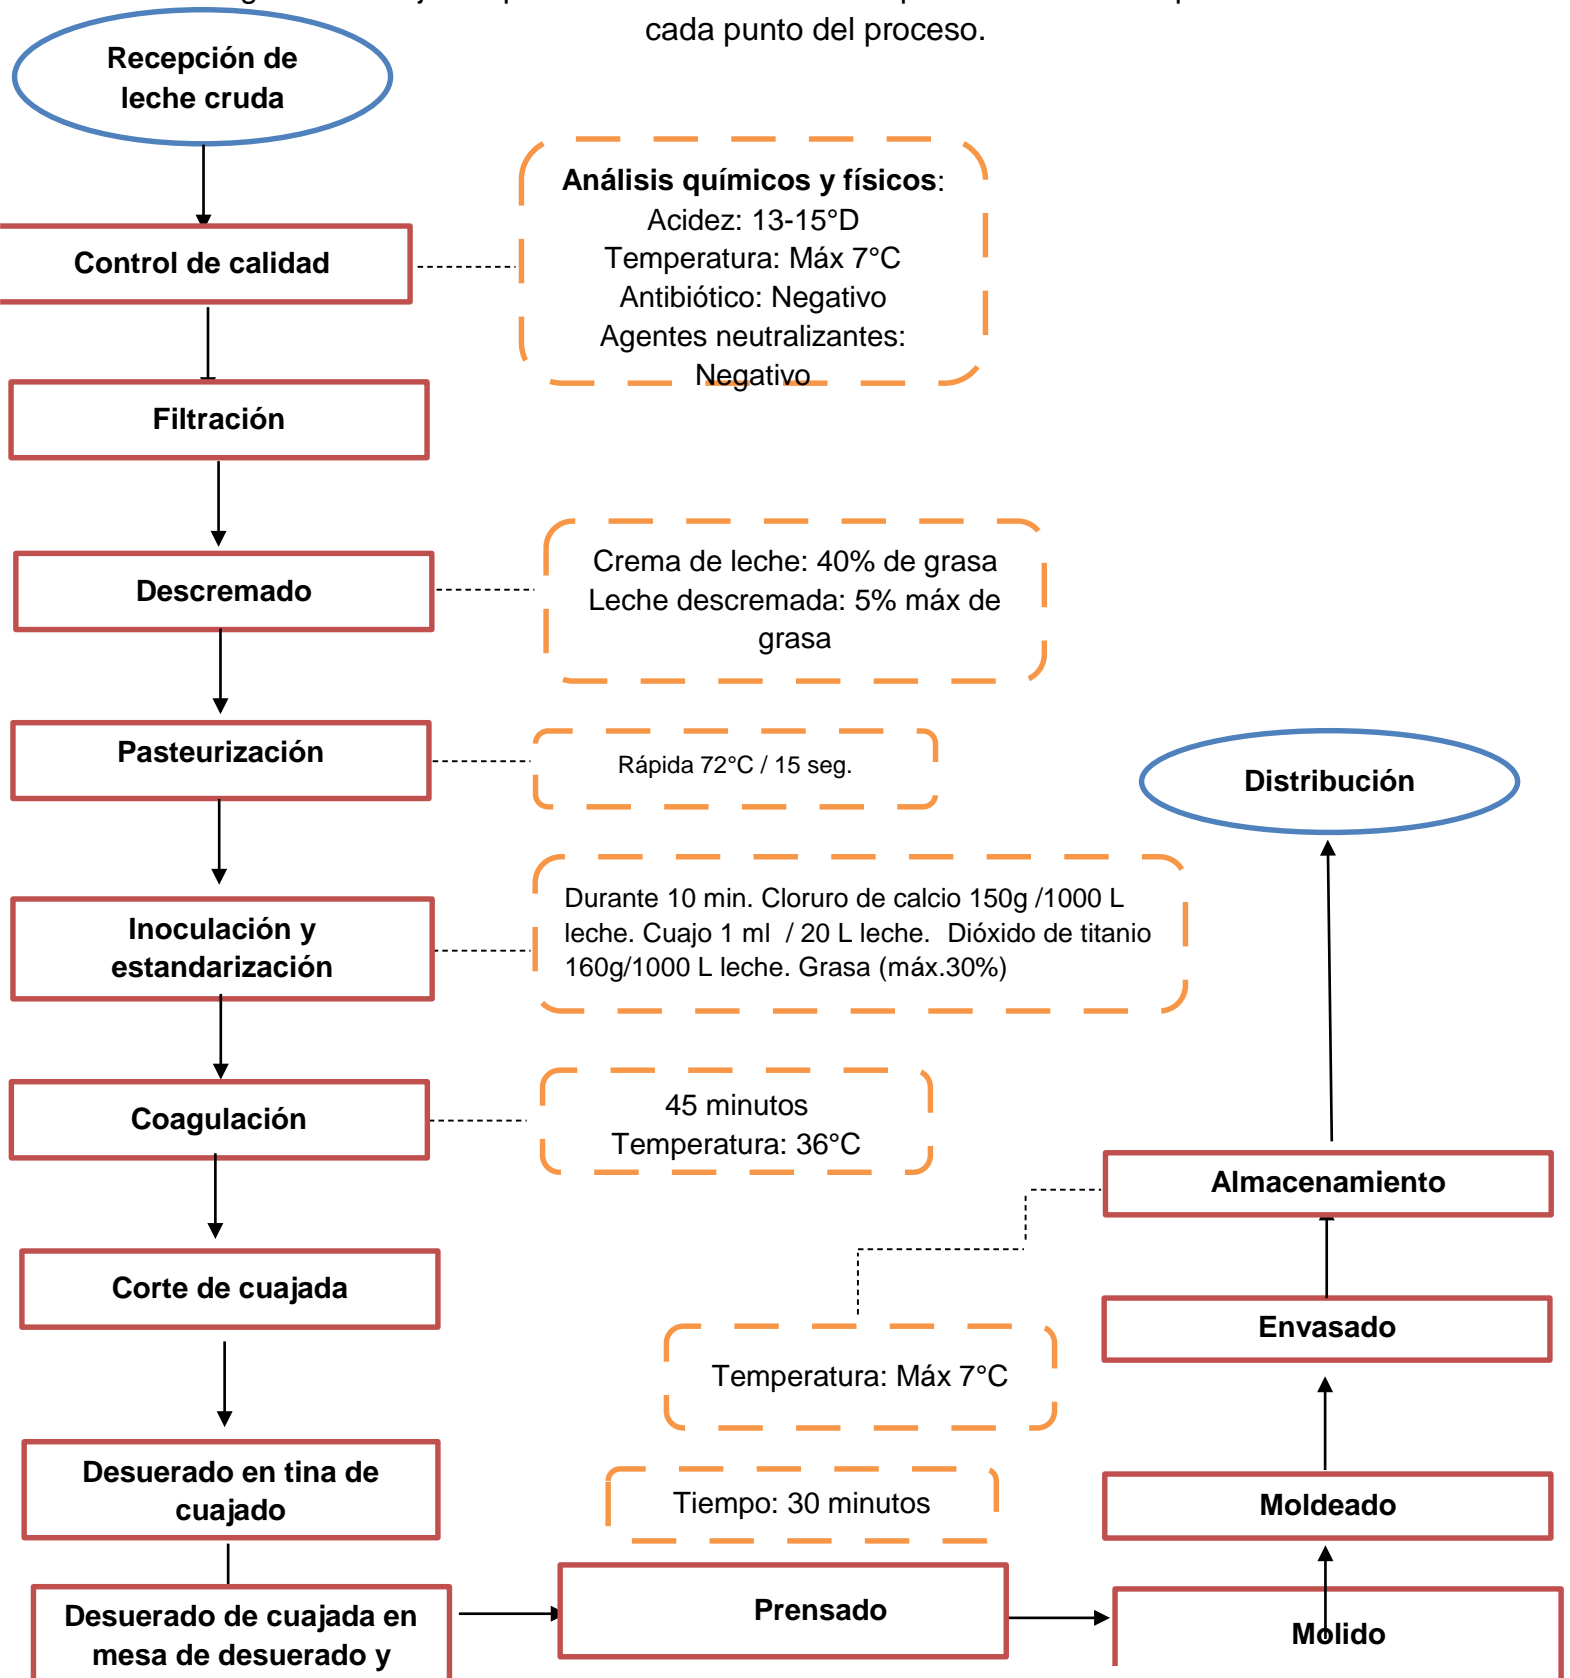 cada punto del proceso.
Recepción de
leche cruda
Análisis químicos y físicos:
Acidez: 13-15°D
Temperatura: Máx 7°C
Antibiótico: Negativo
Agentes neutralizantes:
Negativo
Control de calidad
Filtración
Crema de leche: 40% de grasa
Leche descremada: 5% máx de
grasa
Descremado
Pasteurización
Rápida 72°C / 15 seg.
Distribución
Inoculación y
estandarización
Durante 10 min. Cloruro de calcio 150g /1000 L
leche. Cuajo 1 ml / 20 L leche. Dióxido de titanio
160g/1000 L leche. Grasa (máx.30%)
Coagulación
45 minutos
Temperatura: 36°C
Almacenamiento
Corte de cuajada
Envasado
Temperatura: Máx 7°C
Desuerado en tina de
cuajado
Tiempo: 30 minutos
Moldeado
Desuerado de cuajada en
mesa de desuerado y
Prensado
Molido